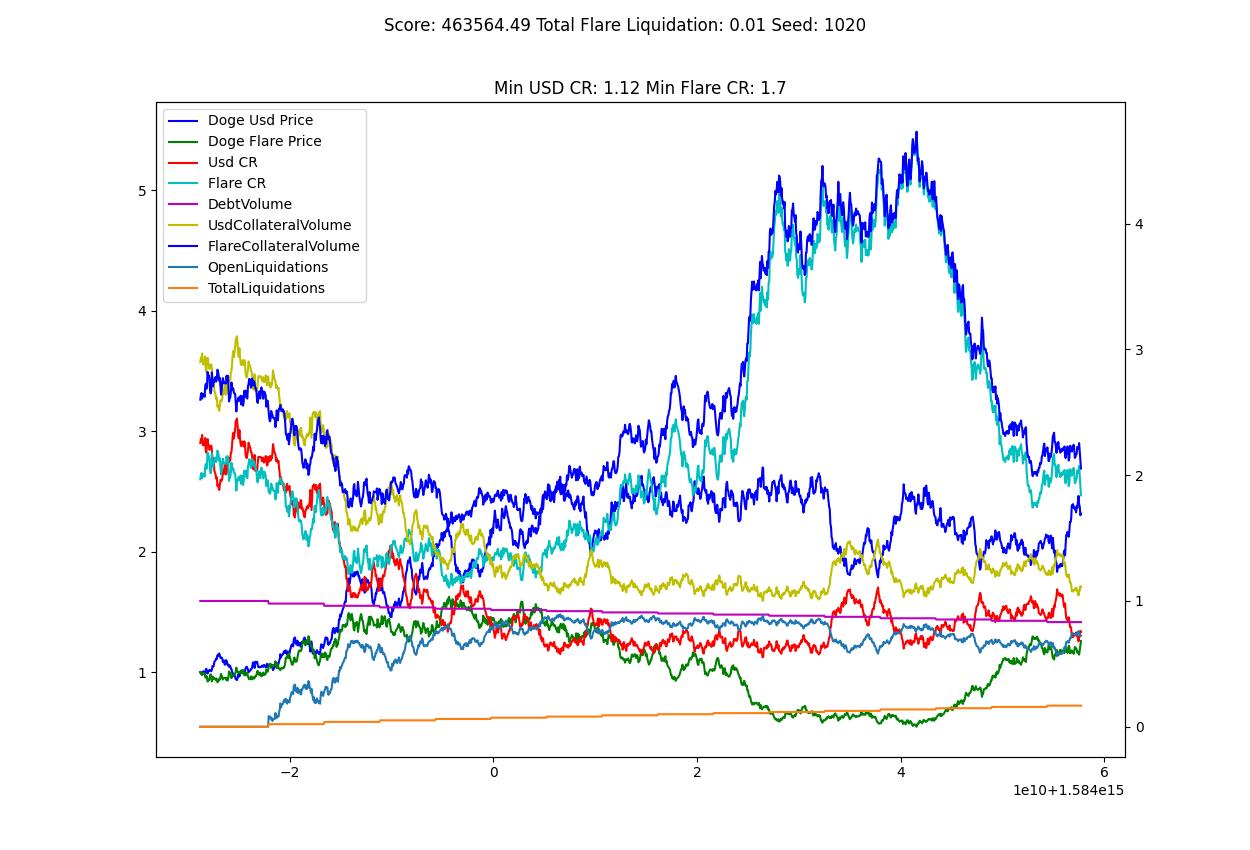 Score: 463564.49 Total Flare Liquidation: 0.01 Seed: 1020
Min USD CR: 1.12 Min Flare CR: 1.7
Doge Usd Price
Doge Flare Price
Usd CR
Flare CR
DebtVolume
UsdCollateralVolume
FlareCollateralVolume
OpenLiquidations
TotalLiquidations
5
4
3
2
1
4
3
2
1
0
−2
0
2
4
6
1e10+1.584e15